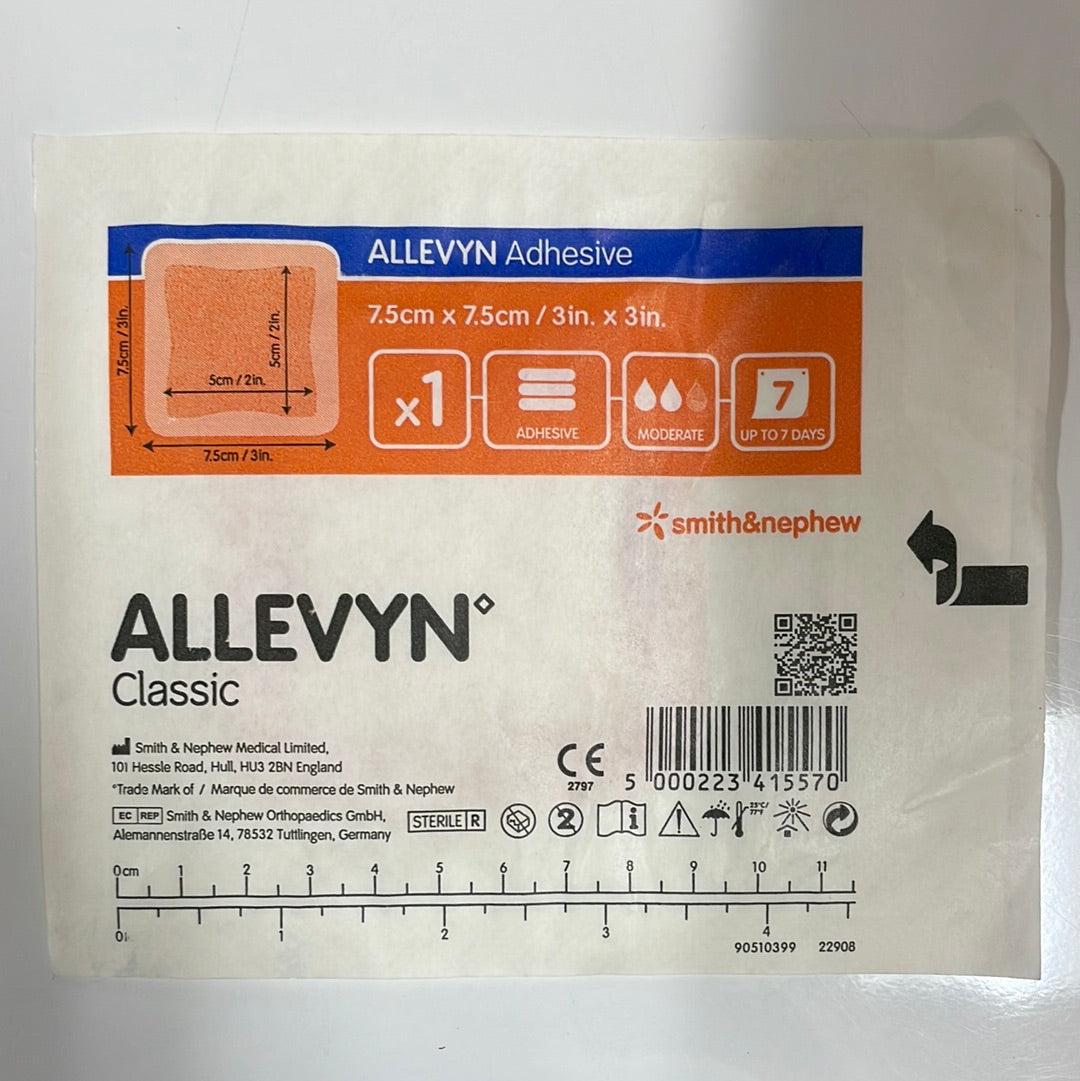 ALLEVYN Adhesive
7.5cm x 7.5cm / 3in. x 3in.
7.5cm / 3in.
5cm / 2in.
5cm / 2in.
7.5cm / 3in.
x1
ADHESIVE
MODERATE
7
UP TO 7 DAYS
smith&nephew
ALLEVYN◊
Classic
Smith & Nephew Medical Limited,
101 Hessle Road, Hull, HU3 2BN England
◊Trade Mark of / Marque de commerce de Smith & Nephew
EC REP Smith & Nephew Orthopaedics GmbH,
Alemannenstraße 14, 78532 Tuttlingen, Germany
CE
2797
5 000223 415570
STERILE R
2
i
25°C/
77°F
0cm 1 2 3 4 5 6 7 8 9 10 11
0 1 2 3 4
90510399 22908